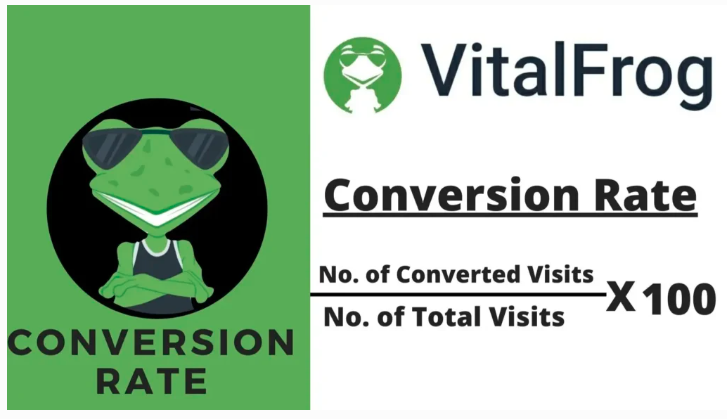 CONVERSION
RATE
VitalFrog
Conversion Rate
No. of Converted Visits
No. of Total Visits
X 100